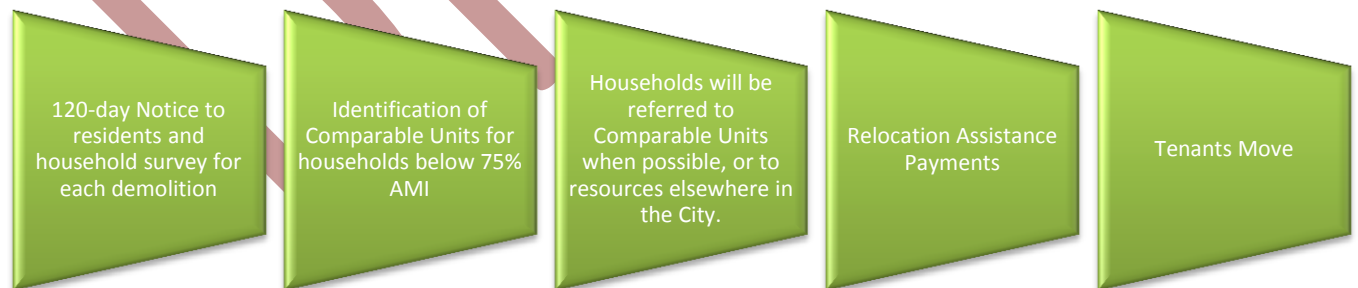 120-day Notice to
residents and
household survey for
each demolition
Identification of
Comparable Units for
households below 75%
AMI
Households will be
referred to
Comparable Units
when possible, or to
resources elsewhere in
the City.
Relocation Assistance
Payments
Tenants Move